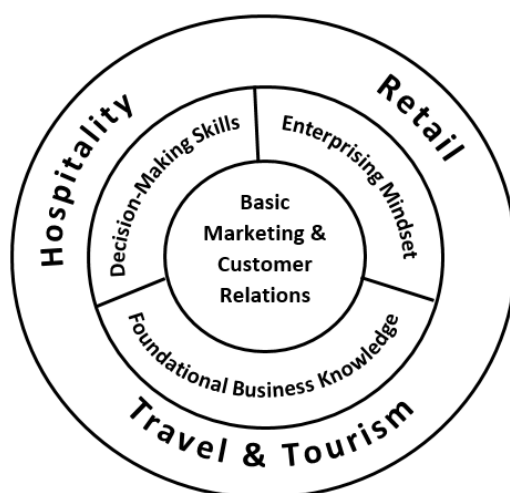 Hospitality
Retail
Decision-Making Skills
Enterprising Mindset
Basic
Marketing &
Customer
Relations
Foundational Business Knowledge
Travel & Tourism